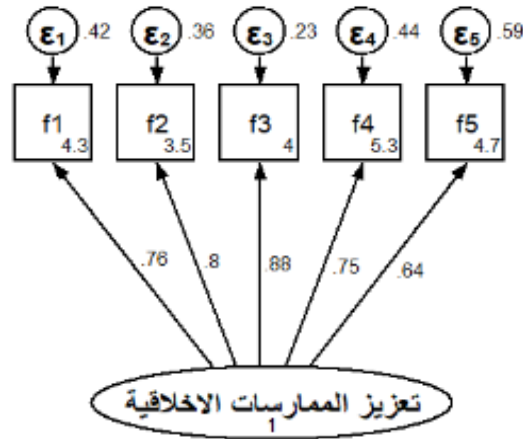 ε1 .42 ε2 .36 ε3 .23 ε4 .44 ε5 .59
f1 f2 f3 f4 f5
4.3 3.5 4 5.3 4.7
.76 .8 .88 .75 .64
تعزيز الممارسات الاخلاقية
1